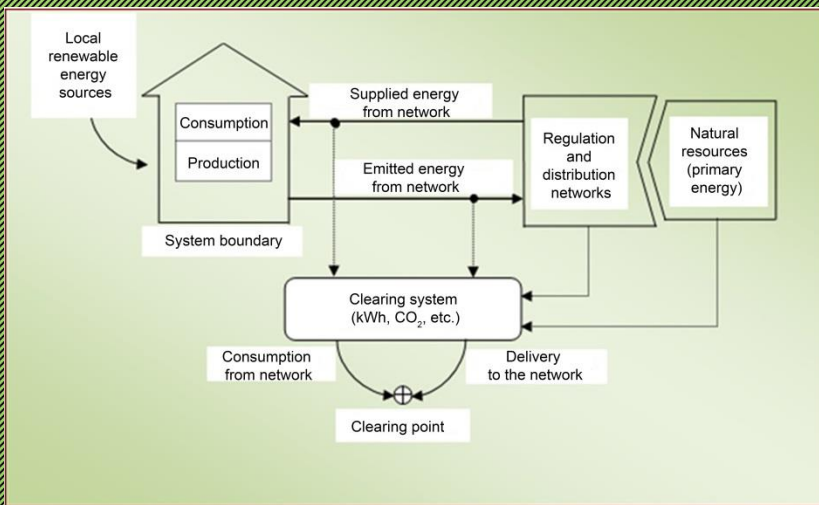 Local
renewable
energy
sources
Consumption
Production
System boundary
Supplied energy
from network
Emitted energy
from network
Regulation
and
distribution
networks
Natural
resources
(primary
energy)
Clearing system
(kWh, CO₂, etc.)
Consumption
from network
Delivery
to the network
Clearing point